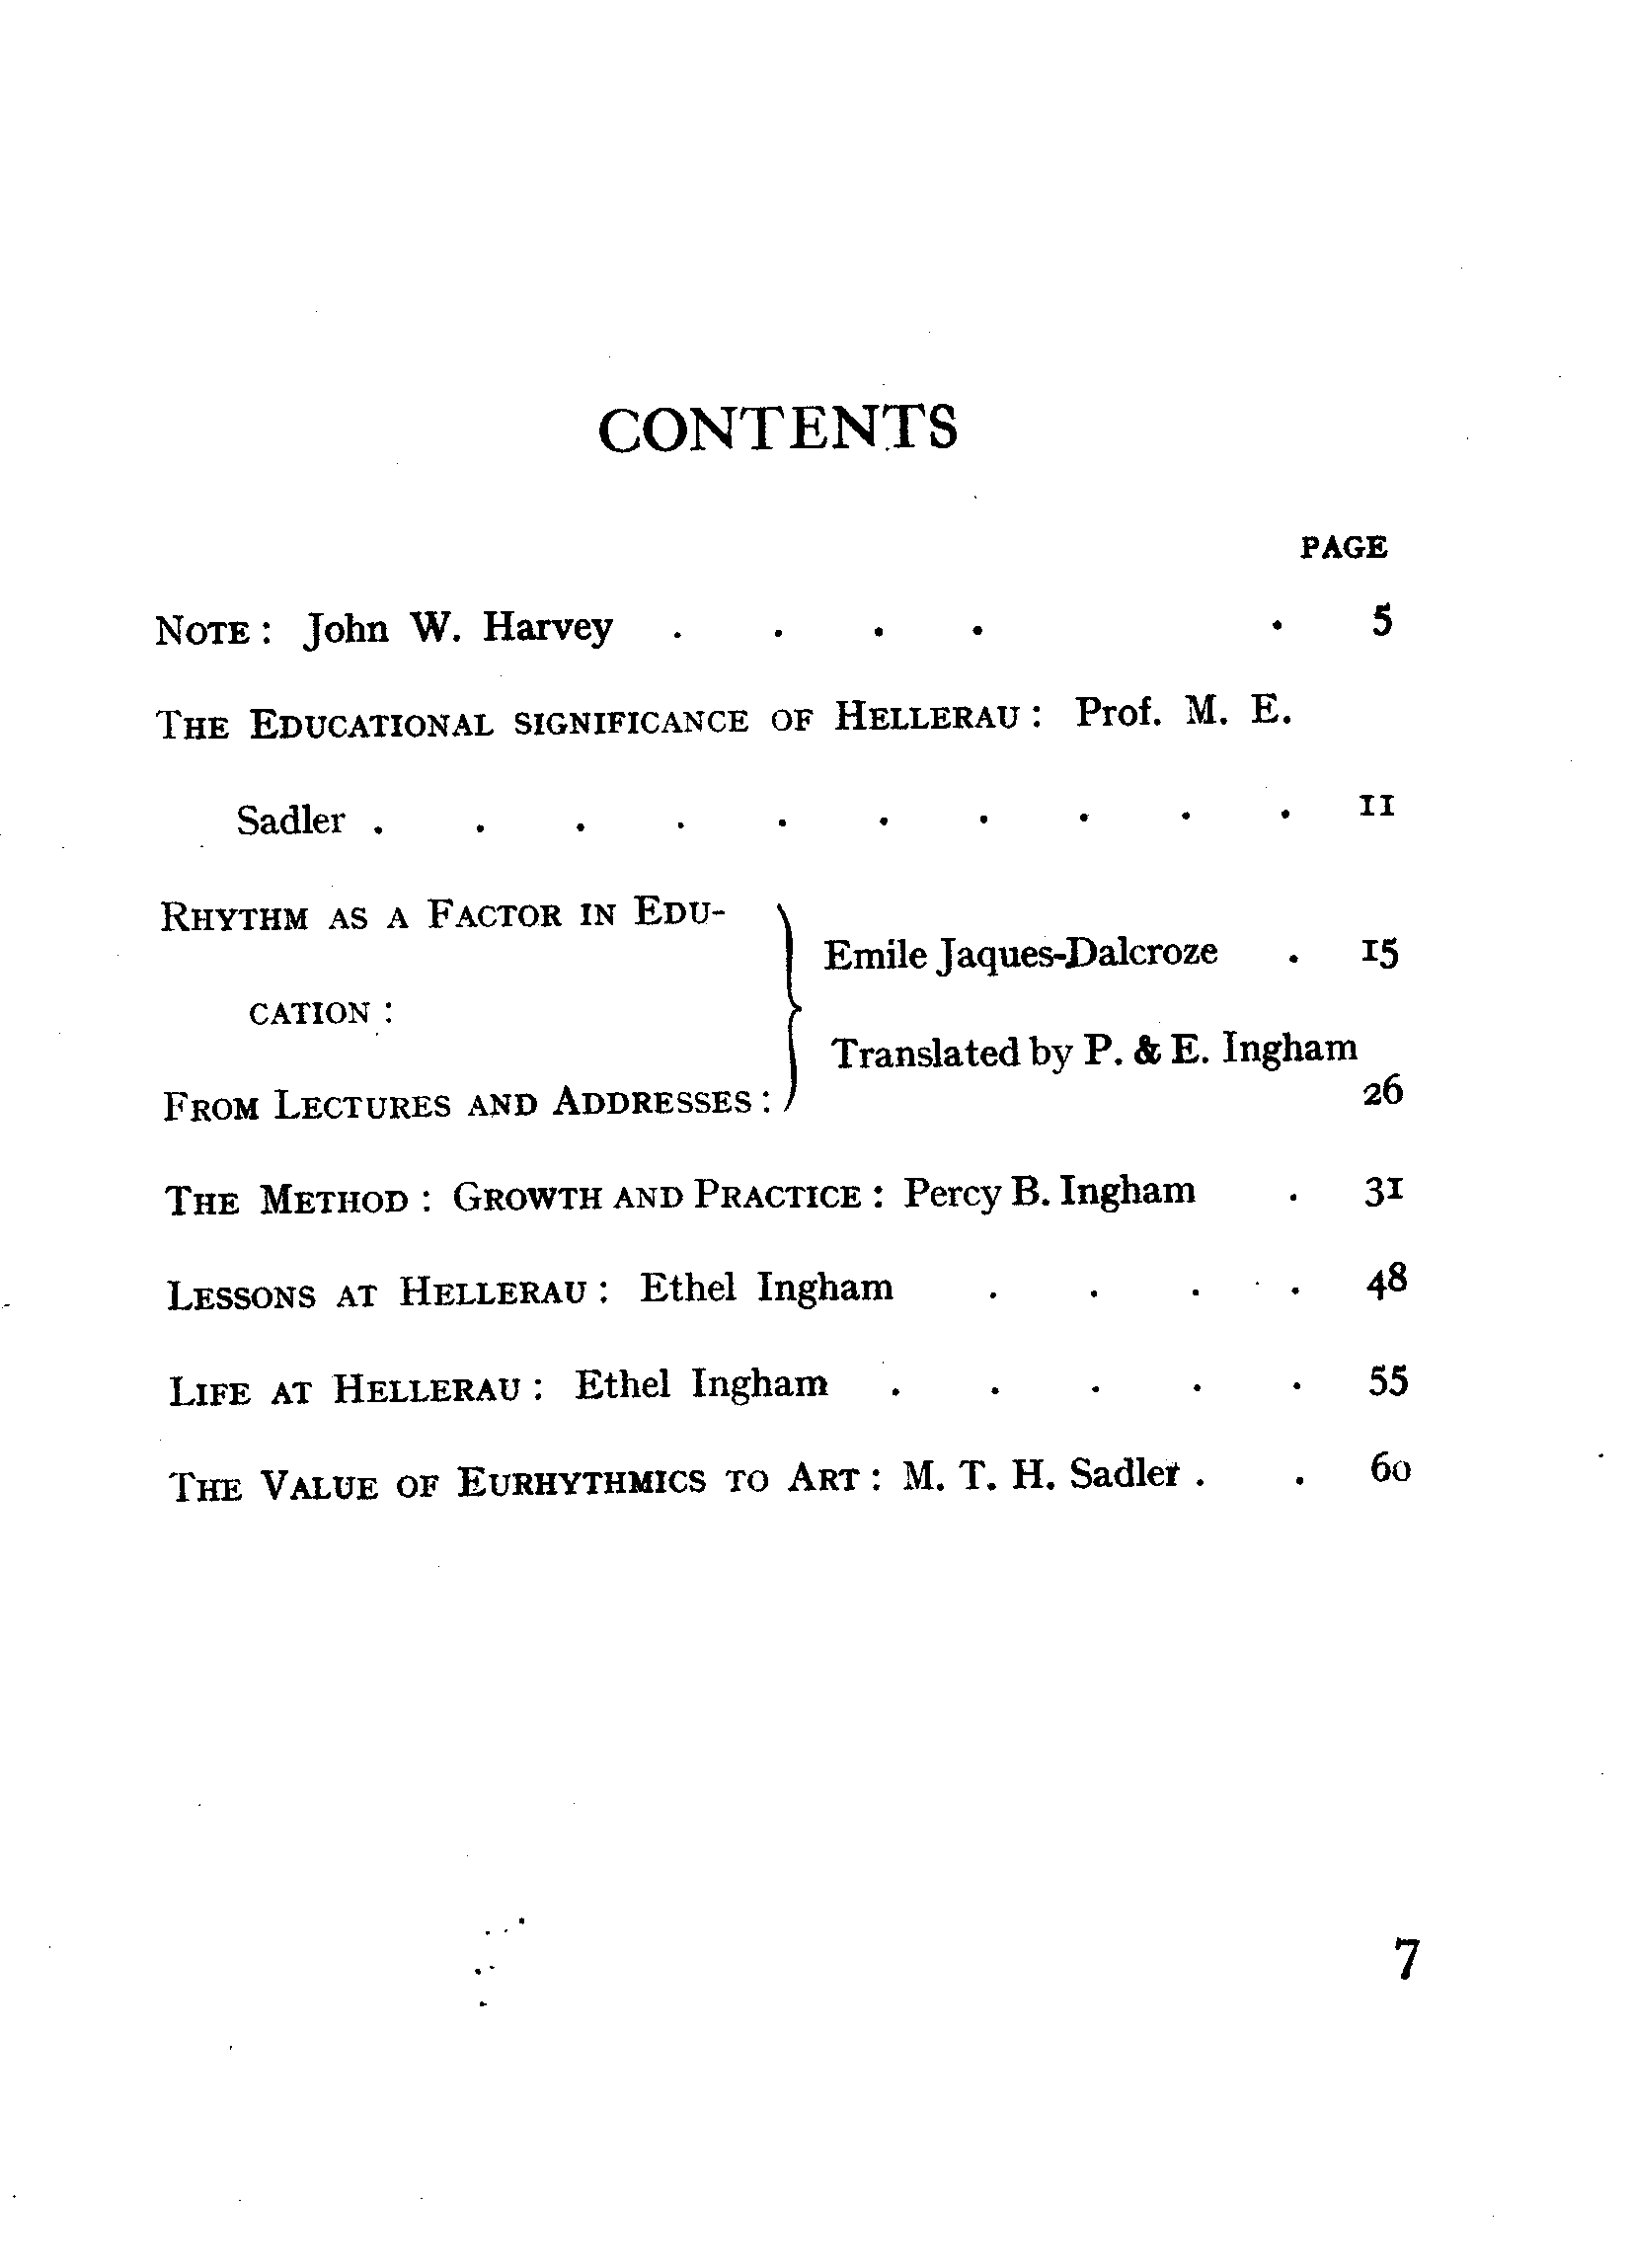 CONTENTS
PAGE
NOTE : John W. Harvey . . . . . 5
THE EDUCATIONAL SIGNIFICANCE OF HELLERAU : Prof. M. E.
Sadler . . . . . . . . . . 11
RHYTHM AS A FACTOR IN EDU-
CATION :
Emile Jaques-Dalcroze . 15
Translated by P. & E. Ingham
FROM LECTURES AND ADDRESSES : 26
THE METHOD : GROWTH AND PRACTICE : Percy B. Ingham . 31
LESSONS AT HELLERAU : Ethel Ingham . . . . 48
LIFE AT HELLERAU : Ethel Ingham . . . . . 55
THE VALUE OF EURHYTHMICS TO ART : M. T. H. Sadler . . 60
7